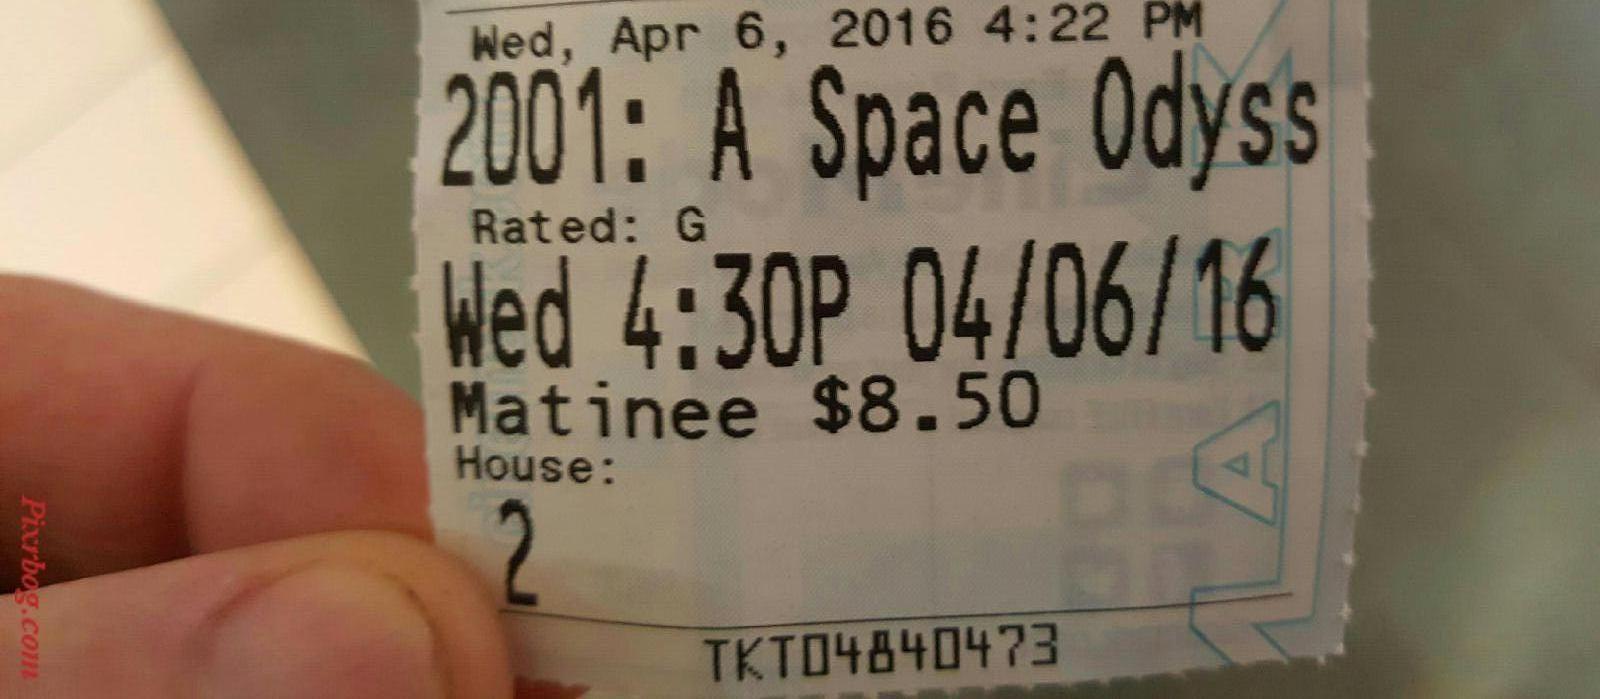 Wed, Apr 6, 2016 4:22 PM
2001: A Space Odyss
Rated: G
Wed 4:30P 04/06/16
Matinee $8.50
House:
2
TKT04840473
Pixrbog.com